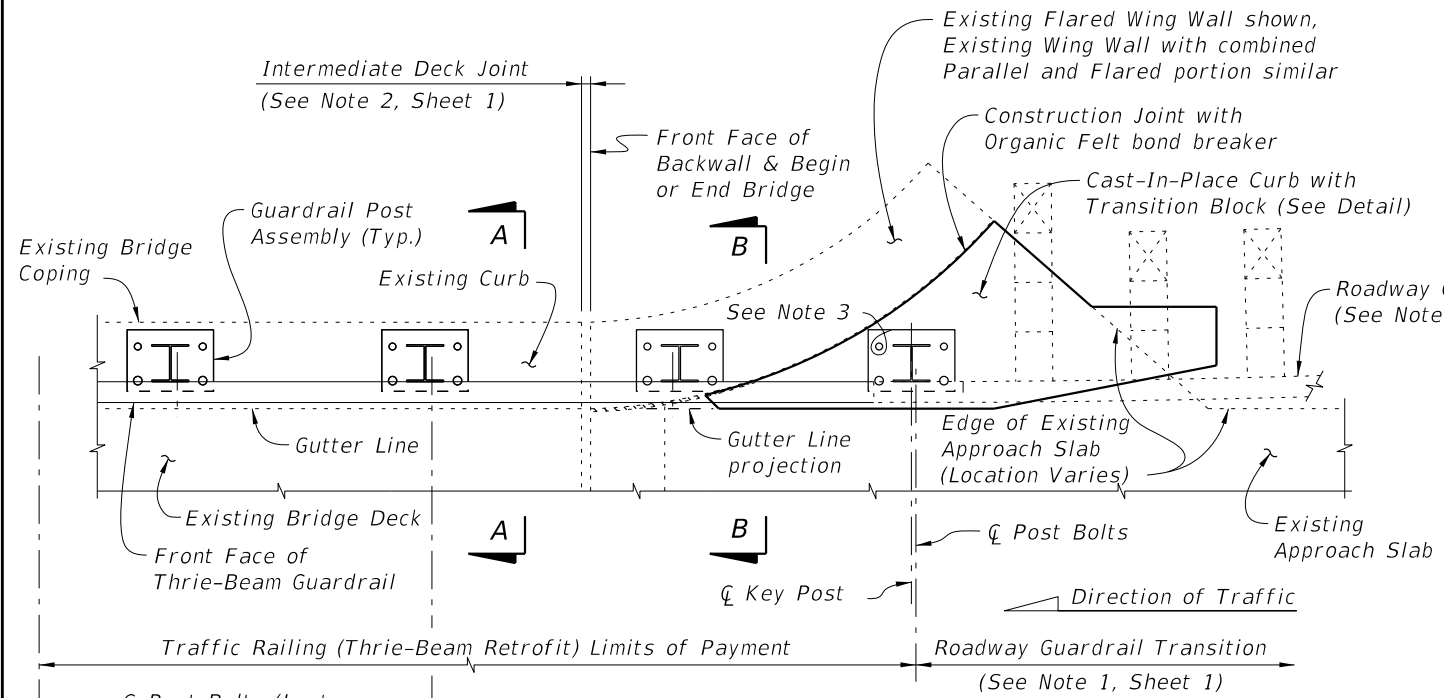 Existing Flared Wing Wall shown,
Existing Wing Wall with combined
Parallel and Flared portion similar
Intermediate Deck Joint
(See Note 2, Sheet 1)
Construction Joint with
Organic Felt bond breaker
Front Face of
Backwall & Begin
or End Bridge
Cast-In-Place Curb with
Transition Block (See Detail)
Guardrail Post
Assembly (Typ.)
A
B
Existing Bridge
Coping
Existing Curb
See Note 3
Roadway
(See Note
Gutter Line
Gutter Line
projection
Edge of Existing
Approach Slab
(Location Varies)
Existing Bridge Deck
A
B
Front Face of
Thrie-Beam Guardrail
℄ Post Bolts
Existing
Approach Slab
℄ Key Post
Direction of Traffic
Traffic Railing (Thrie-Beam Retrofit) Limits of Payment
Roadway Guardrail Transition
(See Note 1, Sheet 1)